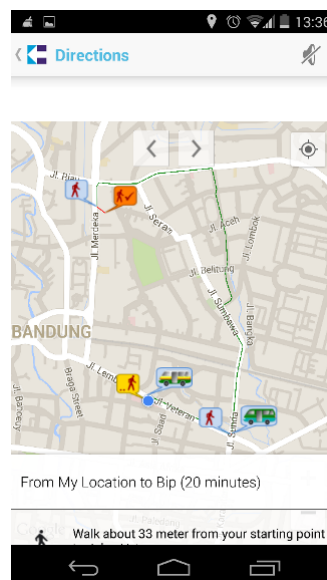 13:36
Directions
Jl. Riau
Jl. Merdeka
Jl. Seram
Jl. Aceh
Jl. Lombok
Jl. Belitung
Jl. Sumbawa
Jl. Bangka
BANDUNG
Jl. Lemb
Braga Street
Jl. Veteran
Jl. Saad
Jl. Sunda
From My Location to Bip (20 minutes)
Walk about 33 meter from your starting point